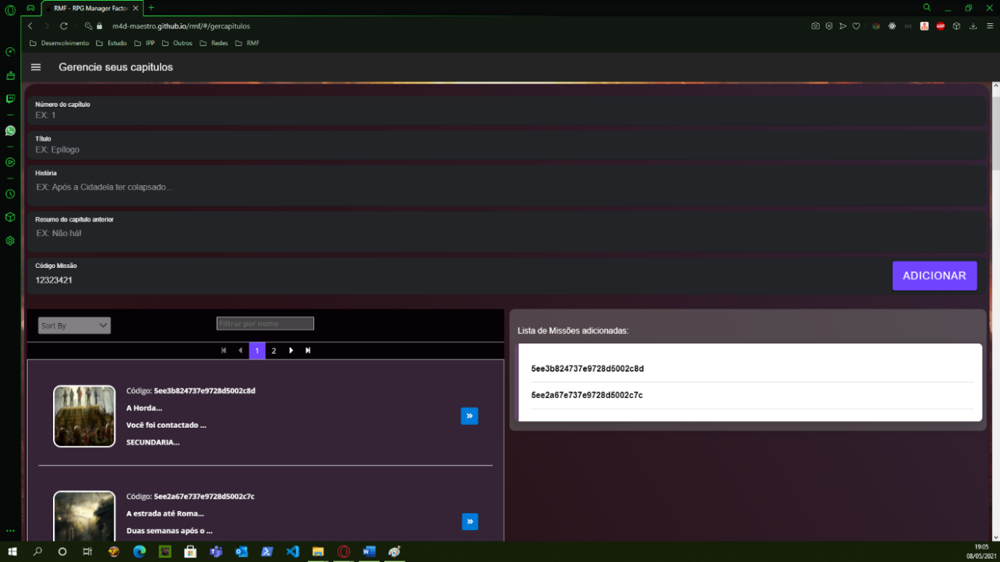 RMF - RPG Manager Factor
m4d-maestro.github.io/rmf/#/gercapitulos
Desenvolvimento Estudo IPP Outros Redes RMF
Gerencie seus capitulos
Número do capítulo
EX: 1
Título
EX: Epílogo
História
EX: Após a Cidadela ter colapsado...
Resumo do capítulo anterior
EX: Não há!
Código Missão
12323421
ADICIONAR
Sort By
Filtrar por nome
1 2
Código: 5ee3b824737e9728d5002c8d
A Horda...
Você foi contactado ...
SECUNDARIA...
Código: 5ee2a67e737e9728d5002c7c
A estrada até Roma...
Duas semanas após o ...
Lista de Missões adicionadas:
5ee3b824737e9728d5002c8d
5ee2a67e737e9728d5002c7c
19:05
08/05/2021